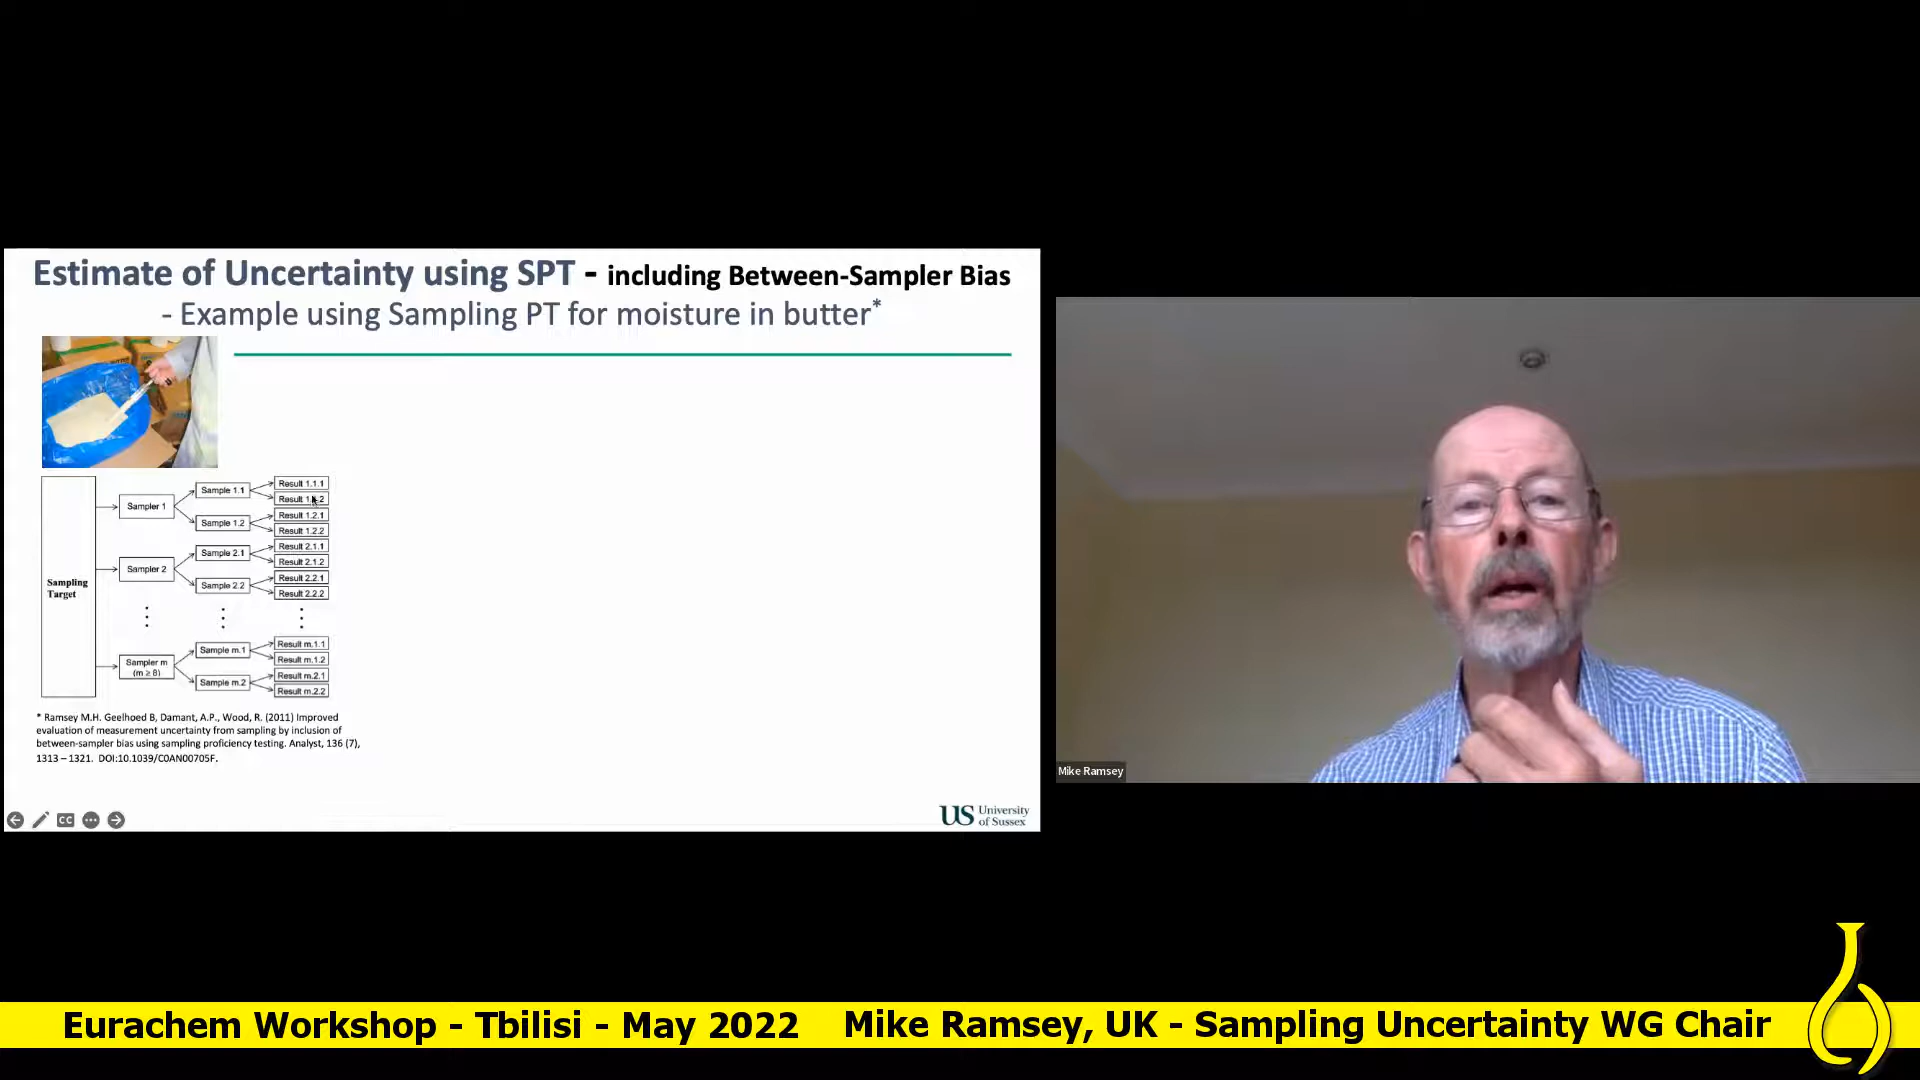 Estimate of Uncertainty using SPT - including Between-Sampler Bias
- Example using Sampling PT for moisture in butter*
Sampling
Target
Sampler 1
Sampler 2
Sampler m
(m ≥ 8)
Sample 1.1
Sample 1.2
Sample 2.1
Sample 2.2
Sample m.1
Sample m.2
Result 1.1.1
Result 1.1.2
Result 1.2.1
Result 1.2.2
Result 2.1.1
Result 2.1.2
Result 2.2.1
Result 2.2.2
Result m.1.1
Result m.1.2
Result m.2.1
Result m.2.2
* Ramsey M.H. Geelhoed B, Damant, A.P., Wood, R. (2011) Improved
evaluation of measurement uncertainty from sampling by inclusion of
between-sampler bias using sampling proficiency testing. Analyst, 136 (7),
1313 – 1321. DOI:10.1039/C0AN00705F.
CC
US University
of Sussex
Mike Ramsey
Eurachem Workshop - Tbilisi - May 2022 Mike Ramsey, UK - Sampling Uncertainty WG Chair